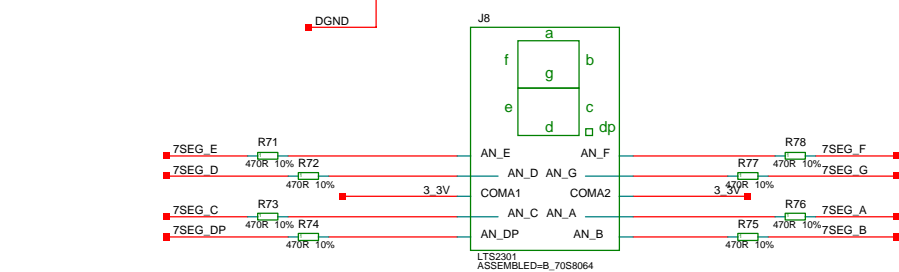 DGND
J8
a
f b
g
e c
d dp
R71
7SEG_E
470R 10%
AN_E AN_F
R78
7SEG_F
470R 10%
R72
7SEG_D
470R 10%
AN_D AN_G
R77
7SEG_G
470R 10%
3_3V
COMA1 COMA2
3_3V
R73
7SEG_C
470R 10%
AN_C AN_A
R76
7SEG_A
470R 10%
R74
7SEG_DP
470R 10%
AN_DP AN_B
R75
7SEG_B
470R 10%
LTS2301
ASSEMBLED=B_70S8064